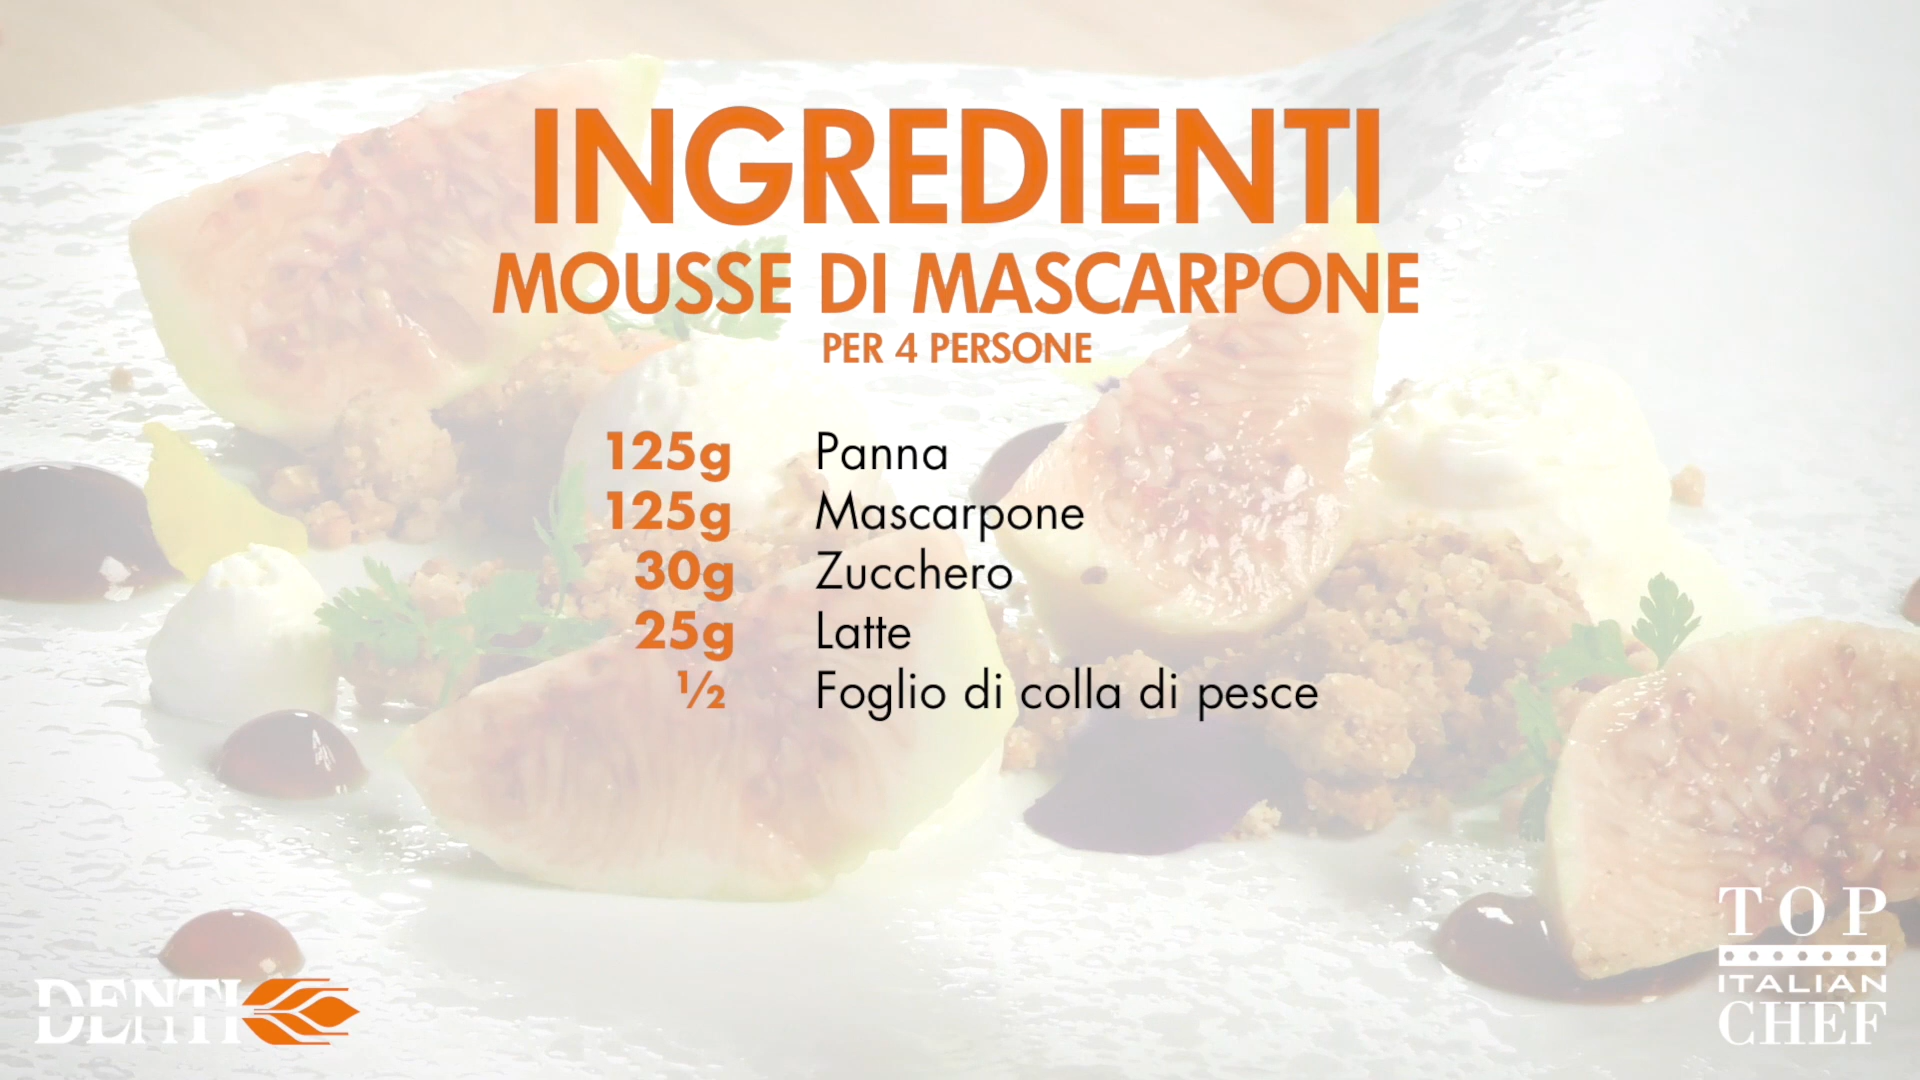 INGREDIENTI
MOUSSE DI MASCARPONE
PER 4 PERSONE
125g Panna
125g Mascarpone
30g Zucchero
25g Latte
½ Foglio di colla di pesce
DENTI
TOP
ITALIAN
CHEF